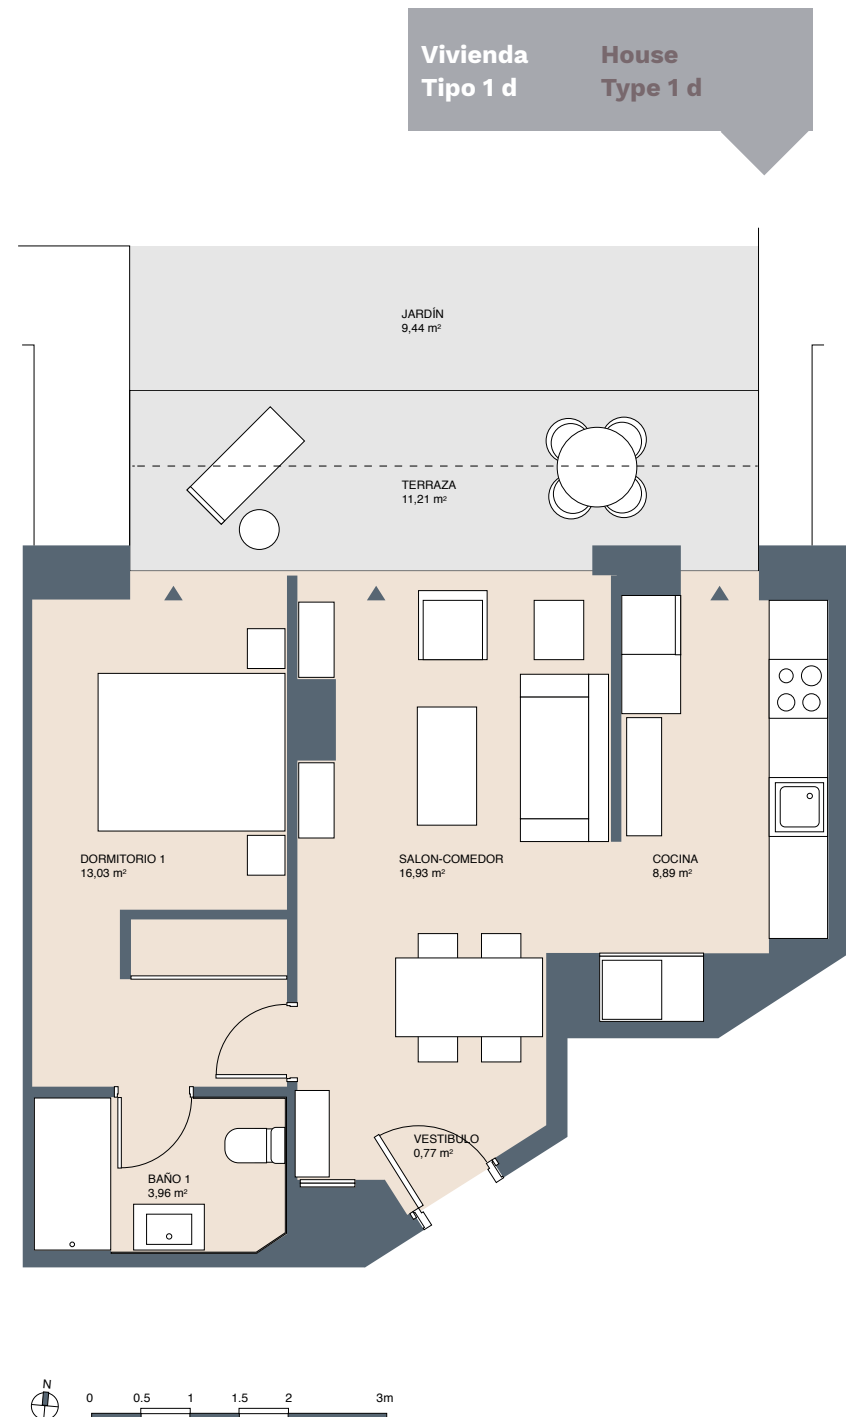 Vivienda
Tipo 1 d
House
Type 1 d
JARDÍN
9,44 m²
TERRAZA
11,21 m²
DORMITORIO 1
13,03 m²
SALON-COMEDOR
16,93 m²
COCINA
8,89 m²
VESTIBULO
0,77 m²
BAÑO 1
3,96 m²
N
0 0.5 1 1.5 2 3m